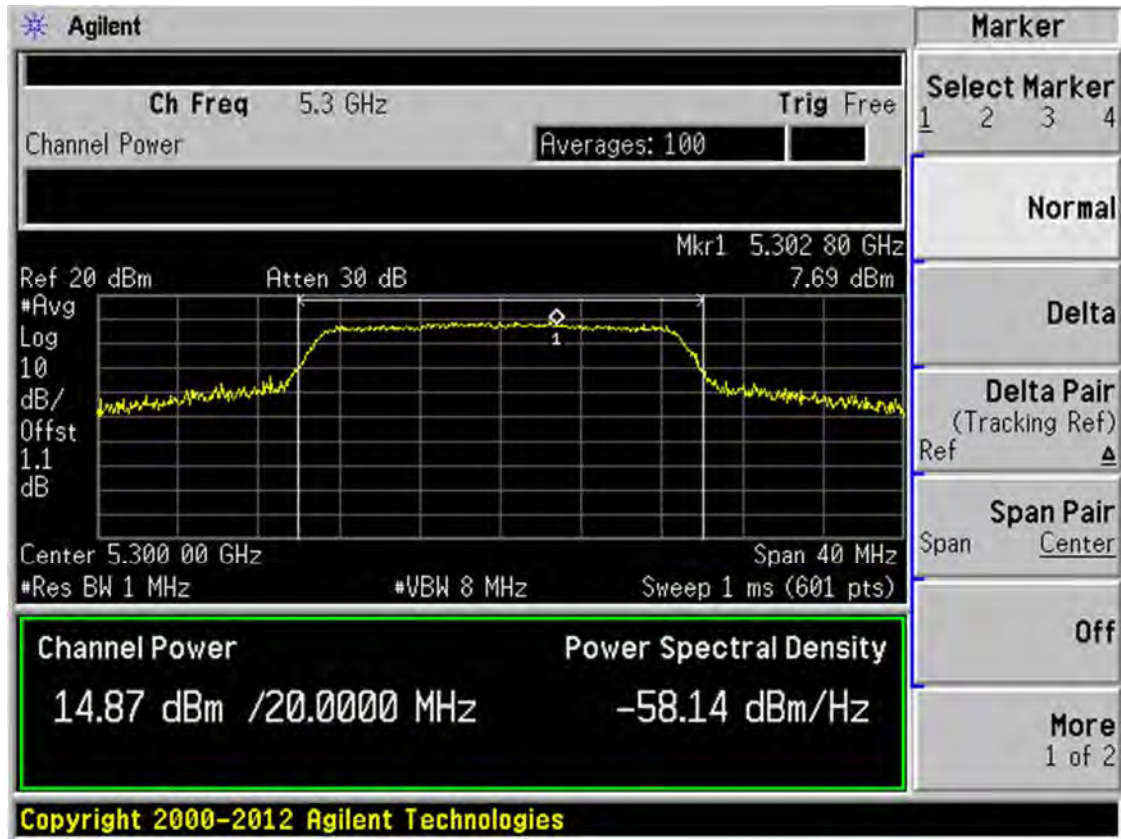 Agilent
Ch Freq 5.3 GHz Trig Free
Channel Power Averages: 100
Mkr1 5.302 80 GHz
Ref 20 dBm Atten 30 dB 7.69 dBm
#Avg
Log
10
dB/
Offst
1.1
dB
1
Center 5.300 00 GHz Span 40 MHz
#Res BW 1 MHz #VBW 8 MHz Sweep 1 ms (601 pts)
Channel Power Power Spectral Density
14.87 dBm /20.0000 MHz -58.14 dBm/Hz
Copyright 2000-2012 Agilent Technologies
Marker
Select Marker
1 2 3 4
Normal
Delta
Delta Pair
(Tracking Ref)
Ref Δ
Span Pair
Span Center
Off
More
1 of 2